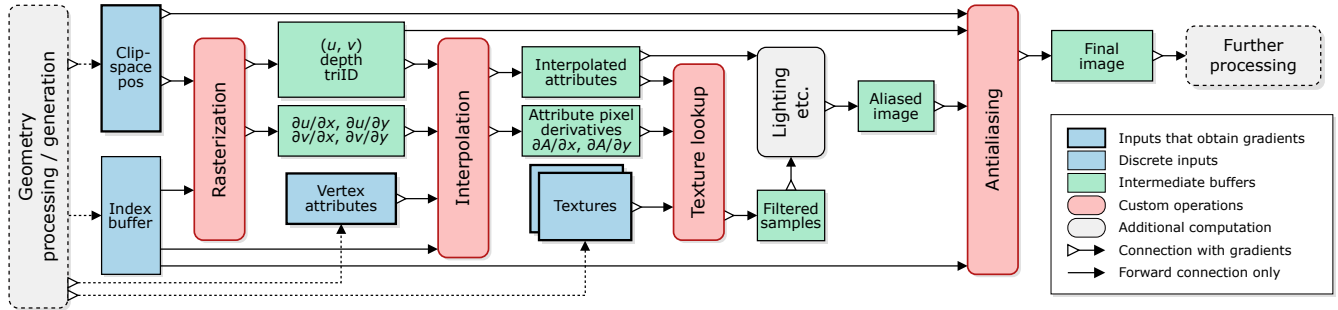 Geometry
processing / generation
Clip-
space
pos
Index
buffer
Rasterization
(u, v)
depth
triID
∂u/∂x, ∂u/∂y
∂v/∂x, ∂v/∂y
Vertex
attributes
Interpolation
Interpolated
attributes
Attribute pixel
derivatives
∂A/∂x, ∂A/∂y
Textures
Texture lookup
Lighting
etc.
Filtered
samples
Aliased
image
Antialiasing
Final
image
Further
processing
Inputs that obtain gradients
Discrete inputs
Intermediate buffers
Custom operations
Additional computation
Connection with gradients
Forward connection only